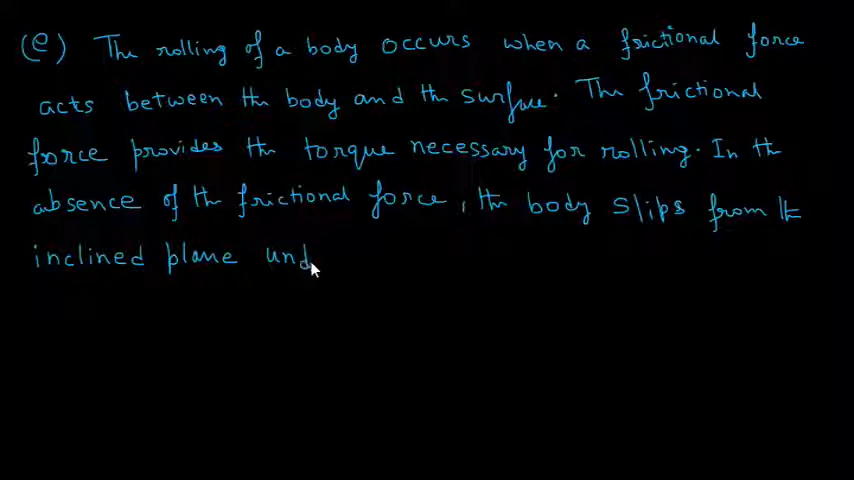 (e) The rolling of a body occurs when a frictional force
acts between the body and the surface. The frictional
force provides the torque necessary for rolling. In the
absence of the frictional force, the body slips from the
inclined plane und